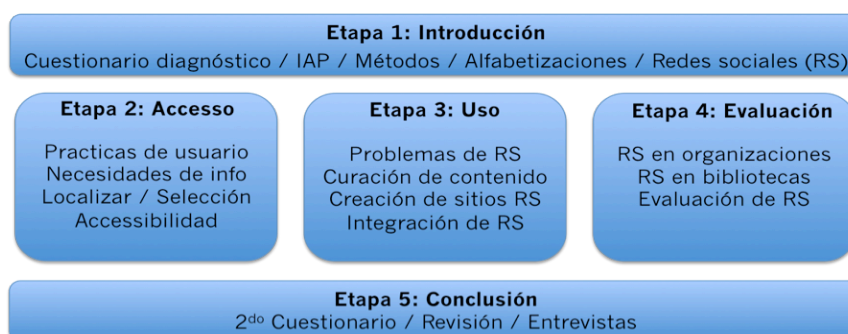 Etapa 1: Introducción
Cuestionario diagnóstico / IAP / Métodos / Alfabetizaciones / Redes sociales (RS)
Etapa 2: Accesso
Practicas de usuario
Necesidades de info
Localizar / Selección
Accessibilidad
Etapa 3: Uso
Problemas de RS
Curación de contenido
Creación de sitios RS
Integración de RS
Etapa 4: Evaluación
RS en organizaciones
RS en bibliotecas
Evaluación de RS
Etapa 5: Conclusión
2do Cuestionario / Revisión / Entrevistas